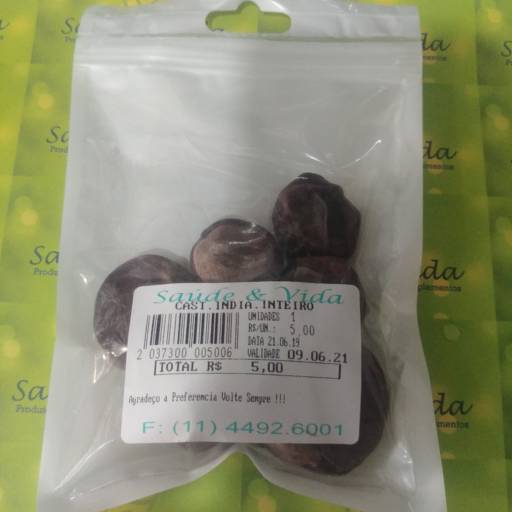 Saúde & Vida
CAST.INDIA.INTEIRO
UNIDADES 1
R$/UN.: 5,00
DATA 21.06.19
2 037300 005006
VALIDADE 09.06.21
TOTAL R$ 5,00
Agradeço a Preferencia Volte Sempre !!!
F: (11) 4492.6001